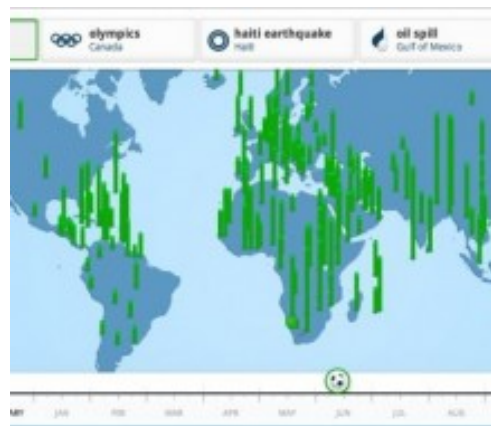 olympics
Canada
haiti earthquake
Haiti
oil spill
Gulf of Mexico
JAN
FEB
MAR
APR
MAY
JUN
JUL
AUG